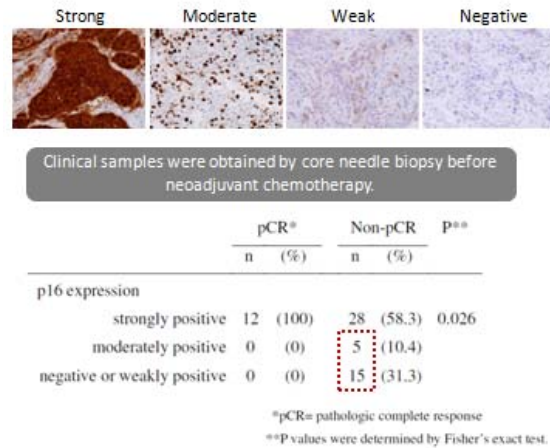 Strong Moderate Weak Negative
Clinical samples were obtained by core needle biopsy before
neoadjuvant chemotherapy.
pCR* Non-pCR P**
n (%) n (%)
p16 expression
strongly positive 12 (100) 28 (58.3) 0.026
moderately positive 0 (0) 5 (10.4)
negative or weakly positive 0 (0) 15 (31.3)
*pCR= pathologic complete response
**P values were determined by Fisher's exact test.